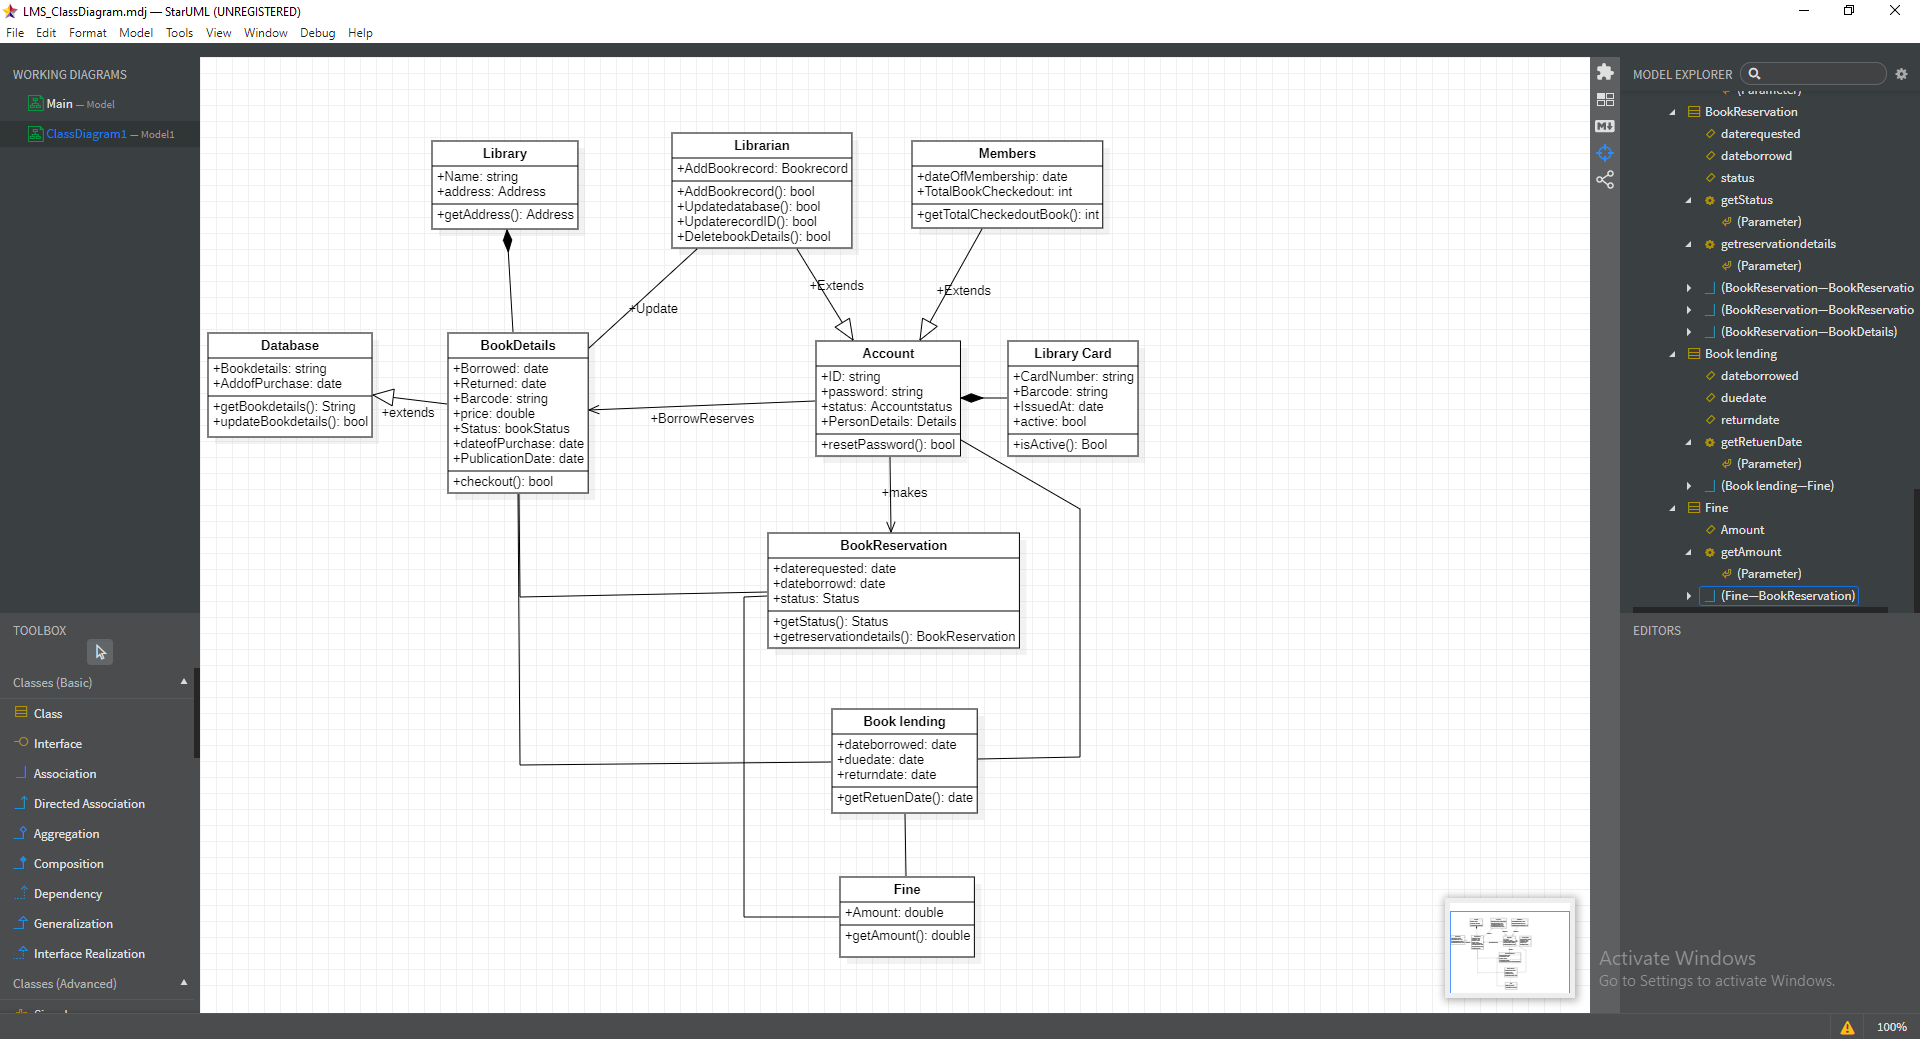 LMS_ClassDiagram.mdj — StarUML (UNREGISTERED)
File Edit Format Model Tools View Window Debug Help
WORKING DIAGRAMS
Main — Model
ClassDiagram1 — Model1
TOOLBOX
Classes (Basic)
Class
Interface
Association
Directed Association
Aggregation
Composition
Dependency
Generalization
Interface Realization
Classes (Advanced)
Library
+Name: string
+address: Address
+getAddress(): Address
Librarian
+AddBookrecord: Bookrecord
+AddBookrecord(): bool
+Updatedatabase(): bool
+UpdaterecordID(): bool
+DeletebookDetails(): bool
Members
+dateOfMembership: date
+TotalBookCheckedout: int
+getTotalCheckedoutBook(): int
+Extends
+Extends
+Update
Database
+Bookdetails: string
+AddofPurchase: date
+getBookdetails(): String
+updateBookdetails(): bool
+extends
BookDetails
+Borrowed: date
+Returned: date
+Barcode: string
+price: double
+Status: bookStatus
+dateofPurchase: date
+PublicationDate: date
+checkout(): bool
+BorrowReserves
Account
+ID: string
+password: string
+status: Accountstatus
+PersonDetails: Details
+resetPassword(): bool
Library Card
+CardNumber: string
+Barcode: string
+IssuedAt: date
+active: bool
+isActive(): Bool
+makes
BookReservation
+daterequested: date
+dateborrowd: date
+status: Status
+getStatus(): Status
+getreservationdetails(): BookReservation
Book lending
+dateborrowed: date
+duedate: date
+returndate: date
+getRetuenDate(): date
Fine
+Amount: double
+getAmount(): double
MODEL EXPLORER
(Parameter)
BookReservation
daterequested
dateborrowd
status
getStatus
(Parameter)
getreservationdetails
(Parameter)
(BookReservation—BookReservatio
(BookReservation—BookReservatio
(BookReservation—BookDetails)
Book lending
dateborrowed
duedate
returndate
getRetuenDate
(Parameter)
(Book lending—Fine)
Fine
Amount
getAmount
(Parameter)
(Fine—BookReservation)
EDITORS
Activate Windows
Go to Settings to activate Windows.
100%